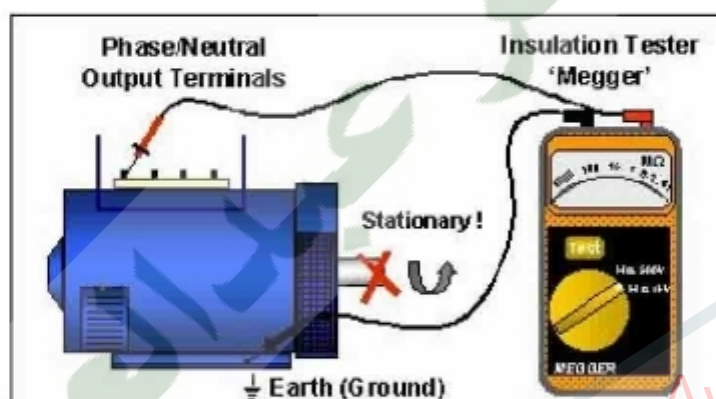 Phase/Neutral
Output Terminals
Insulation Tester
'Megger'
MΩ
Stationary !
Test
MEGGER
Earth (Ground)